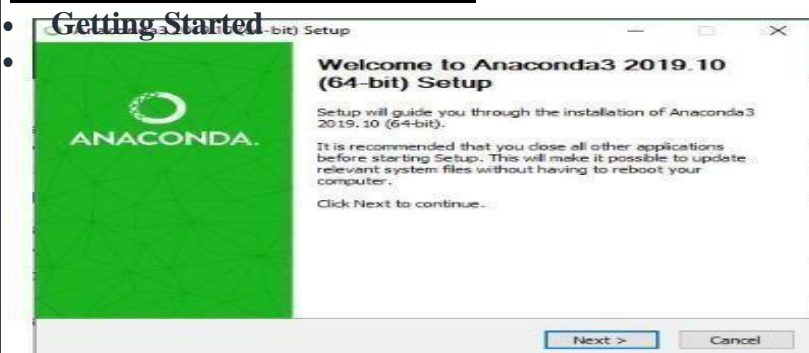 Getting Started
-bit) Setup
Welcome to Anaconda3 2019.10
(64-bit) Setup
ANACONDA.
Setup will guide you through the installation of Anaconda3
2019.10 (64-bit).
It is recommended that you close all other applications
before starting Setup. This will make it possible to update
relevant system files without having to reboot your
computer.
Click Next to continue.
Next >
Cancel